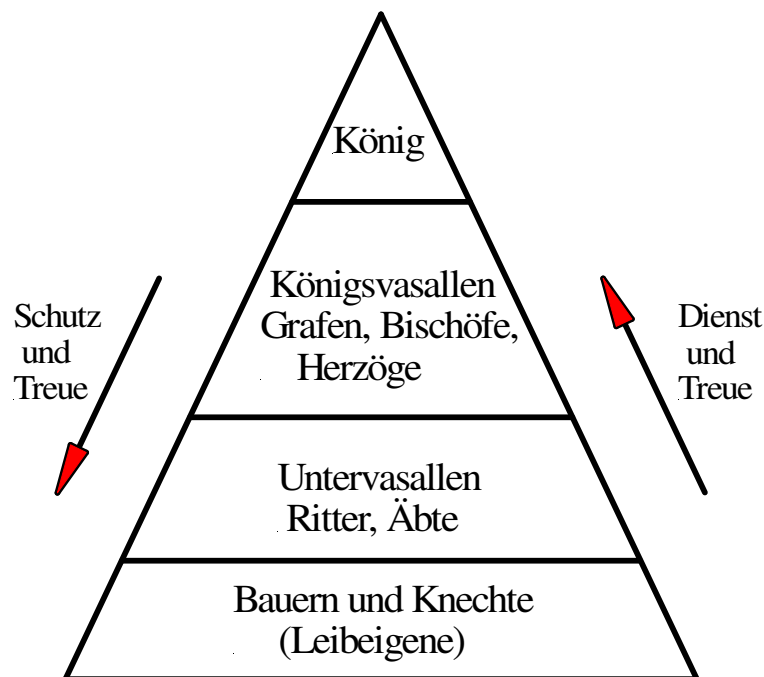 König
Königsvasallen
Grafen, Bischöfe,
Herzöge
Schutz
und
Treue
Dienst
und
Treue
Untervasallen
Ritter, Äbte
Bauern und Knechte
(Leibeigene)